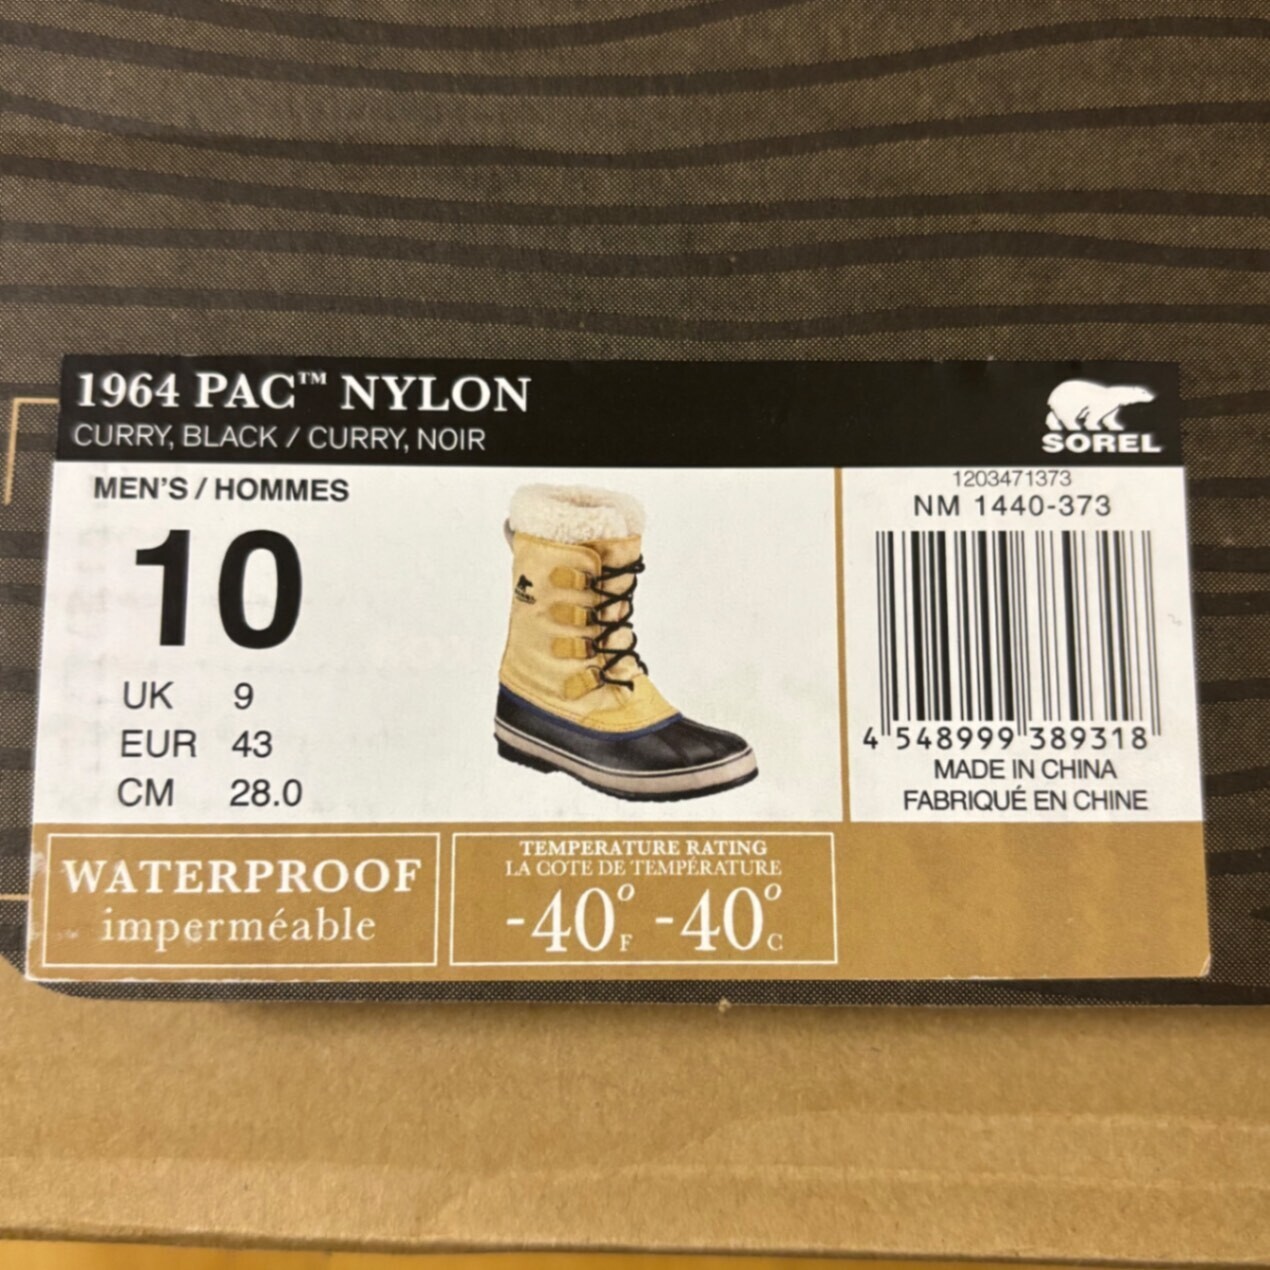 1964 PAC™ NYLON
CURRY, BLACK / CURRY, NOIR
SOREL
MEN'S / HOMMES
10
UK 9
EUR 43
CM 28.0
SOREL
1203471373
NM 1440-373
4 548999 389318
MADE IN CHINA
FABRIQUÉ EN CHINE
WATERPROOF
imperméable
TEMPERATURE RATING
LA COTE DE TEMPÉRATURE
-40°F -40°C